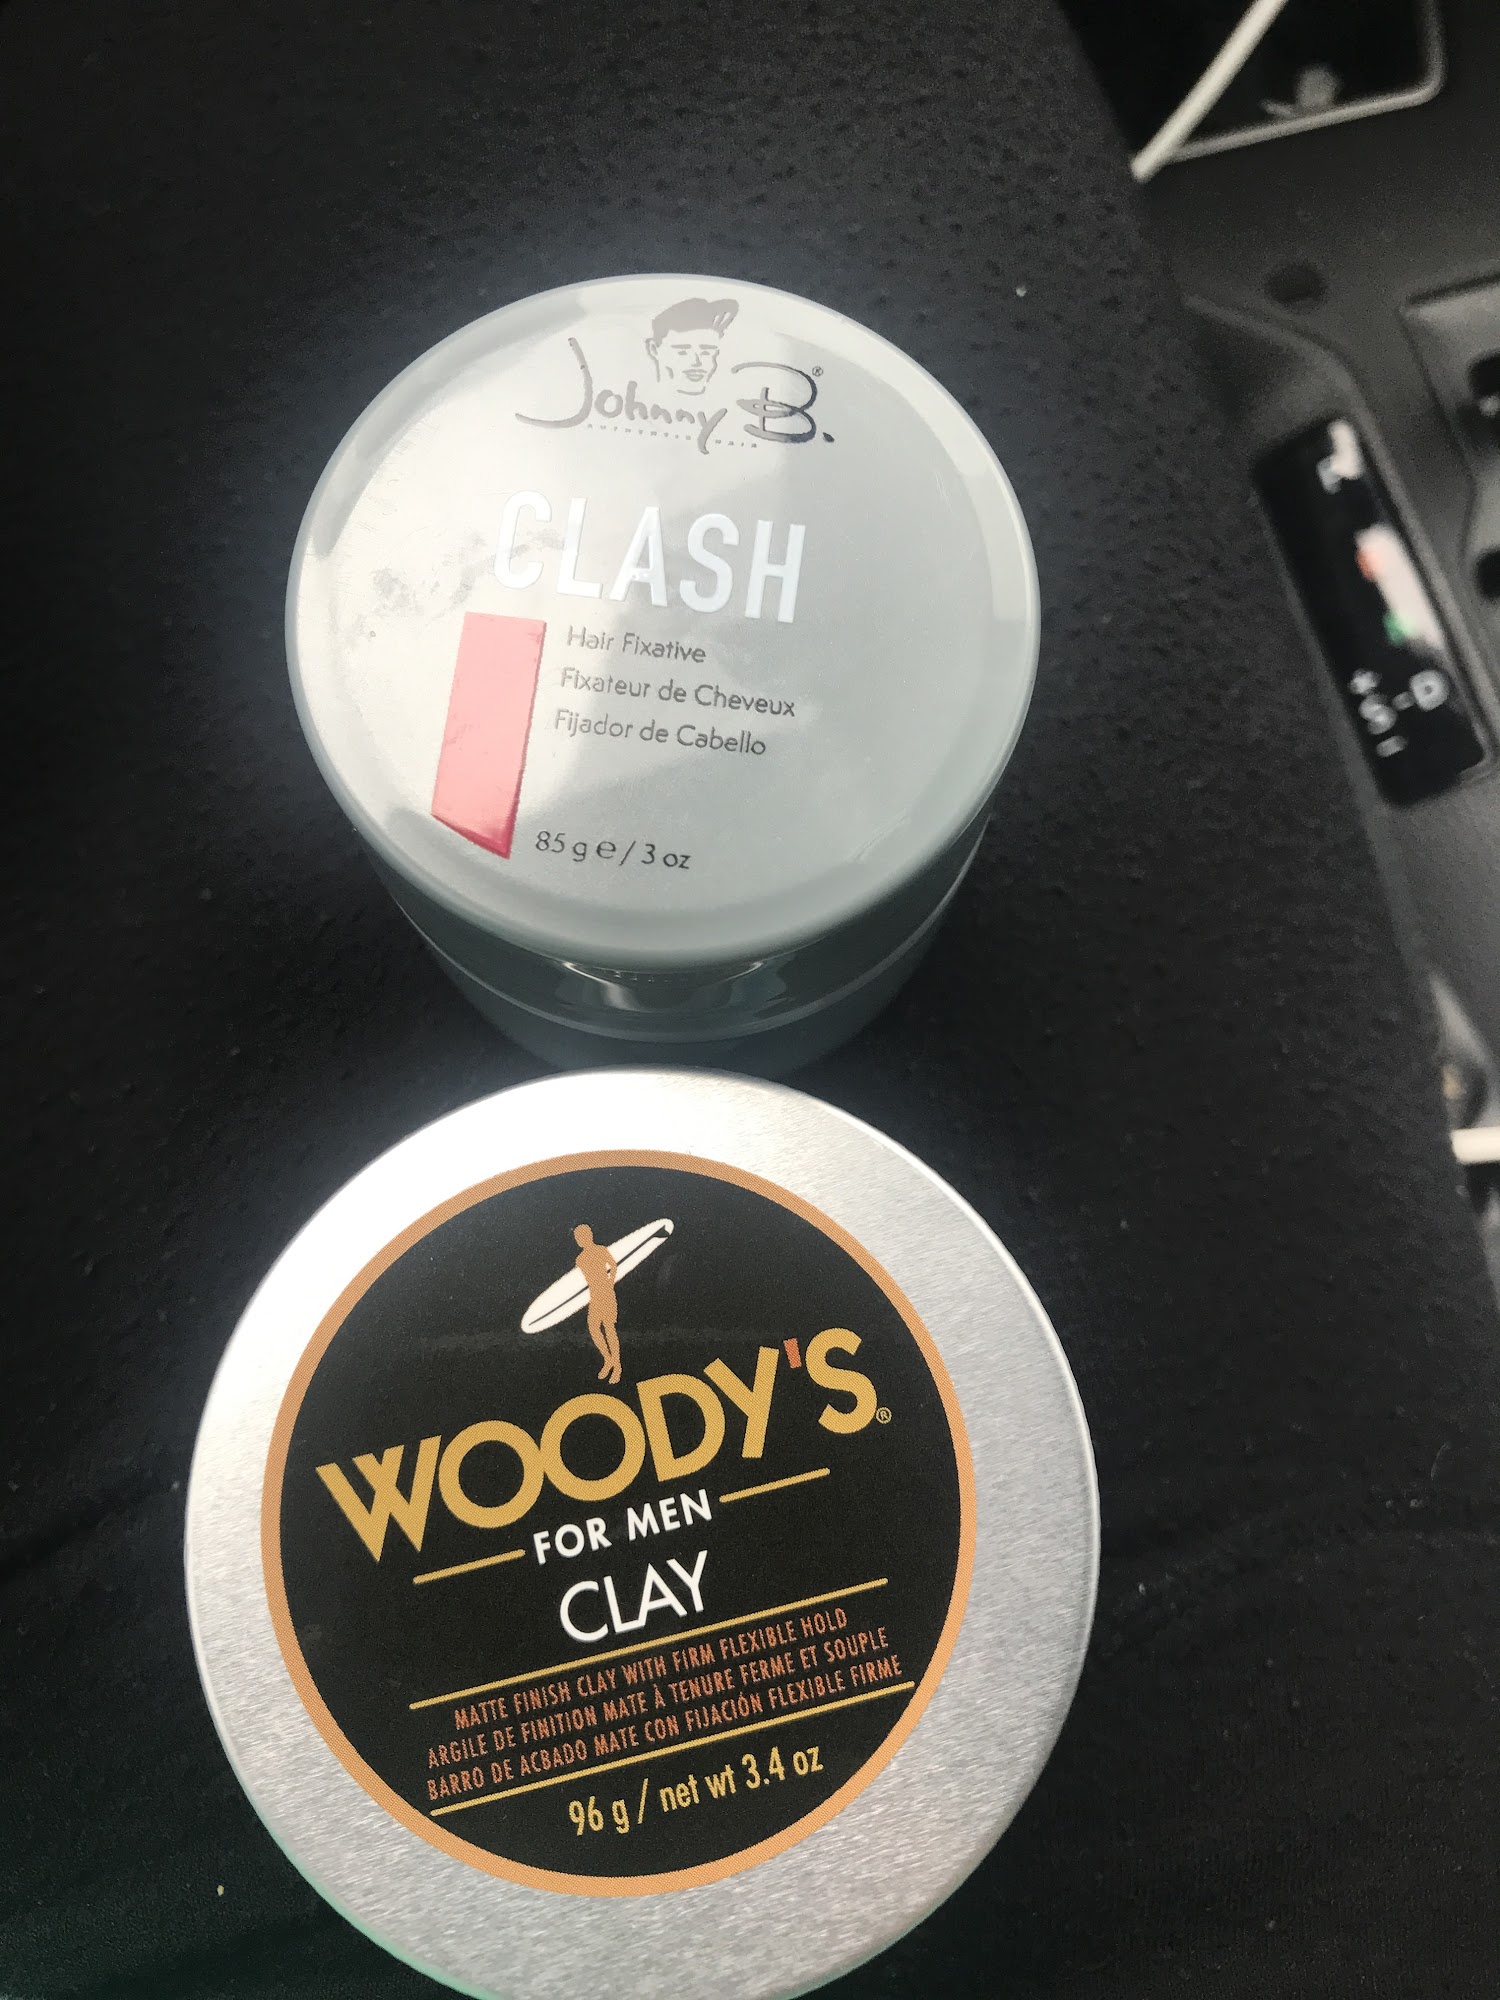 Johnny B.®
AUTHENTIC HAIR
CLASH
Hair Fixative
Fixateur de Cheveux
Fijador de Cabello
85 g e / 3 oz
WOODY'S®
FOR MEN
CLAY
MATTE FINISH CLAY WITH FIRM FLEXIBLE HOLD
ARGILE DE FINITION MATE À TENURE FERME ET SOUPLE
BARRO DE ACBADO MATE CON FIJACIÓN FLEXIBLE FIRME
96 g / net wt 3.4 oz
S-D